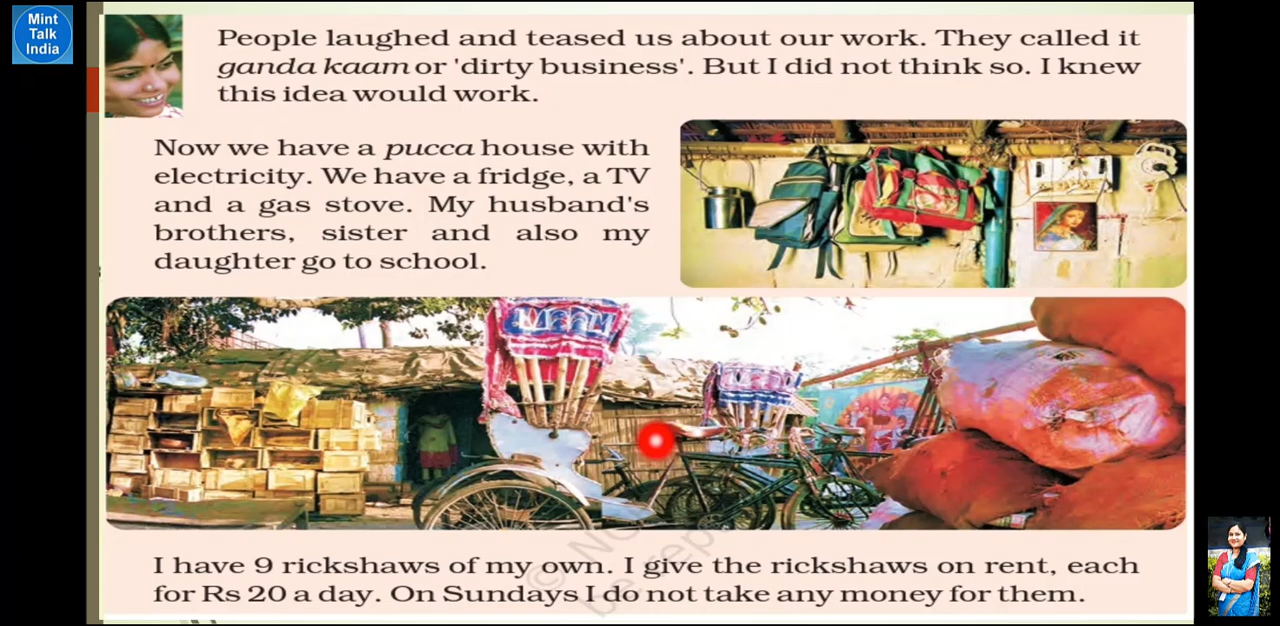 Mint
Talk
India
People laughed and teased us about our work. They called it
ganda kaam or 'dirty business'. But I did not think so. I knew
this idea would work.
Now we have a pucca house with
electricity. We have a fridge, a TV
and a gas stove. My husband's
brothers, sister and also my
daughter go to school.
I have 9 rickshaws of my own. I give the rickshaws on rent, each
for Rs 20 a day. On Sundays I do not take any money for them.